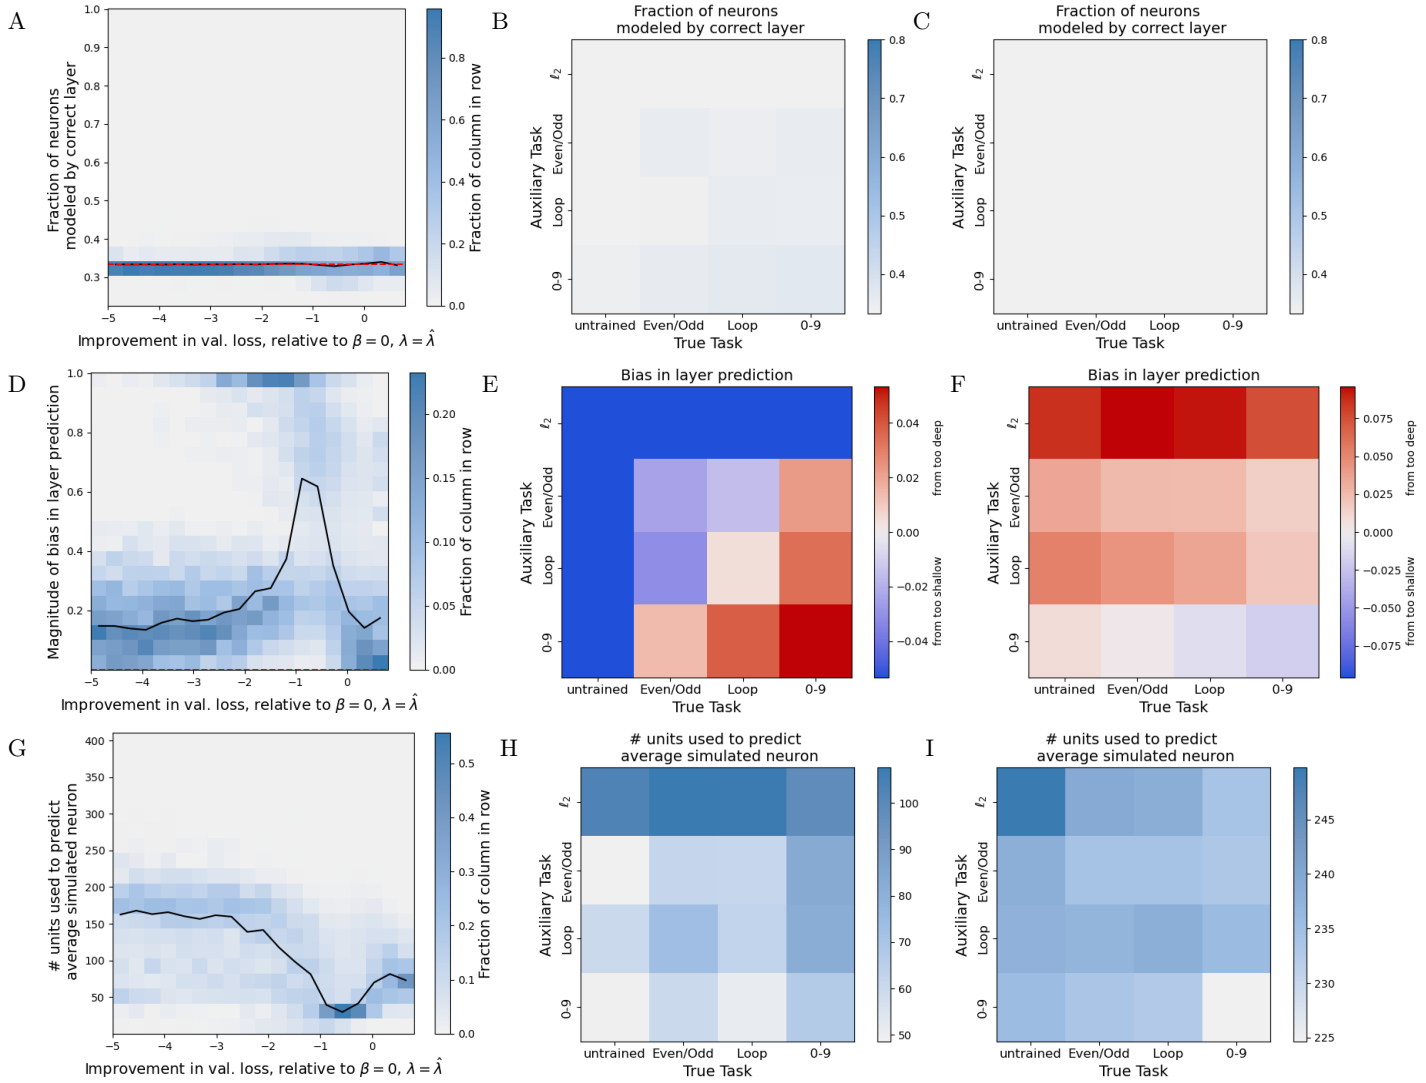 A
1.0
0.9
0.8
0.7
0.6
0.5
0.4
0.3
Fraction of neurons
modeled by correct layer
−5
−4
−3
−2
−1
0
Improvement in val. loss, relative to β = 0, λ = λ̂
0.8
0.6
0.4
0.2
0.0
Fraction of column in row
B
Fraction of neurons
modeled by correct layer
Auxiliary Task
ℓ2
Even/Odd
Loop
0-9
untrained
Even/Odd
Loop
0-9
True Task
0.8
0.7
0.6
0.5
0.4
C
Fraction of neurons
modeled by correct layer
Auxiliary Task
ℓ2
Even/Odd
Loop
0-9
untrained
Even/Odd
Loop
0-9
True Task
0.8
0.7
0.6
0.5
0.4
D
1.0
0.8
0.6
0.4
0.2
Magnitude of bias in layer prediction
−5
−4
−3
−2
−1
0
Improvement in val. loss, relative to β = 0, λ = λ̂
0.20
0.15
0.10
0.05
0.00
Fraction of column in row
E
Bias in layer prediction
Auxiliary Task
ℓ2
Even/Odd
Loop
0-9
untrained
Even/Odd
Loop
0-9
True Task
0.04
0.02
0.00
−0.02
−0.04
from too deep
from too shallow
F
Bias in layer prediction
Auxiliary Task
ℓ2
Even/Odd
Loop
0-9
untrained
Even/Odd
Loop
0-9
True Task
0.075
0.050
0.025
0.000
−0.025
−0.050
−0.075
from too deep
from too shallow
G
400
350
300
250
200
150
100
50
# units used to predict
average simulated neuron
−5
−4
−3
−2
−1
0
Improvement in val. loss, relative to β = 0, λ = λ̂
0.5
0.4
0.3
0.2
0.1
0.0
Fraction of column in row
H
# units used to predict
average simulated neuron
Auxiliary Task
ℓ2
Even/Odd
Loop
0-9
untrained
Even/Odd
Loop
0-9
True Task
100
90
80
70
60
50
I
# units used to predict
average simulated neuron
Auxiliary Task
ℓ2
Even/Odd
Loop
0-9
untrained
Even/Odd
Loop
0-9
True Task
245
240
235
230
225